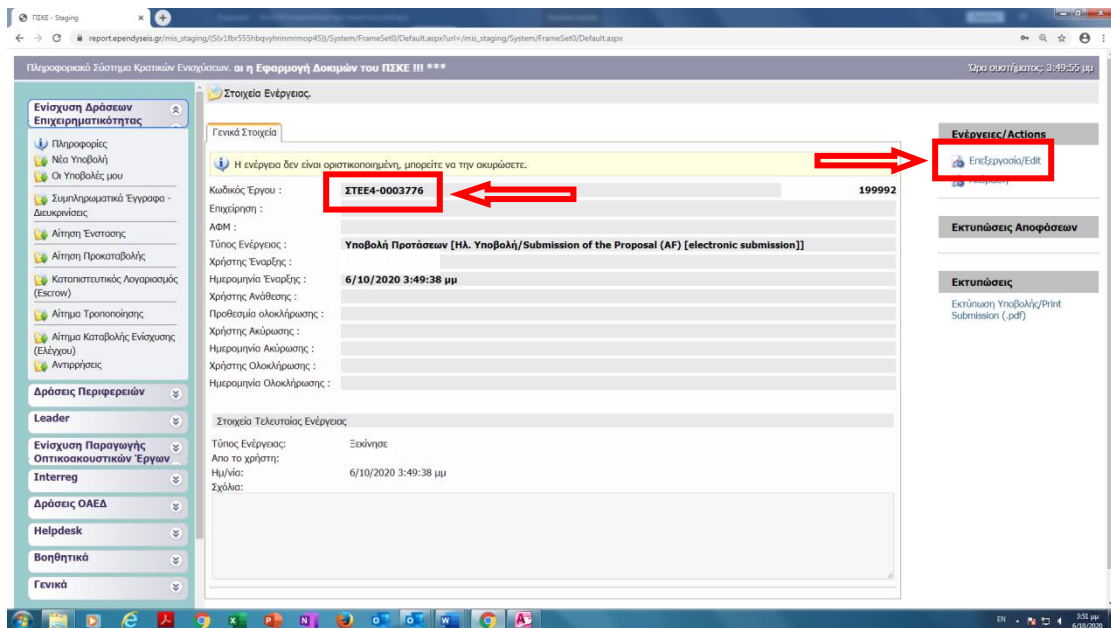 ΠΣΚΕ - Staging
report.ependyseis.gr/mis_staging/(S(v1fbr555hbqvyhrinmrmop45))/System/FrameSet0/Default.aspx?url=/mis_staging/System/FrameSet0/Default.aspx
Πληροφοριακό Σύστημα Κρατικών Ενισχύσεων. αι η Εφαρμογή Δοκιμών του ΠΣΚΕ !!! ***
Ώρα συστήματος: 3:49:55 μμ
Ενίσχυση Δράσεων
Επιχειρηματικότητας
Πληροφορίες
Νέα Υποβολή
Οι Υποβολές μου
Συμπληρωματικά Έγγραφα -
Διευκρινίσεις
Αίτηση Ένστασης
Αίτηση Προκαταβολής
Καταπιστευτικός Λογαριασμός
(Escrow)
Αίτημα Τροποποίησης
Αίτημα Καταβολής Ενίσχυσης
(Ελέγχου)
Αντιρρήσεις
Δράσεις Περιφερειών
Leader
Ενίσχυση Παραγωγής
Οπτικοακουστικών Έργων
Interreg
Δράσεις ΟΑΕΔ
Helpdesk
Βοηθητικά
Γενικά
Στοιχεία Ενέργειας.
Γενικά Στοιχεία
Η ενέργεια δεν είναι οριστικοποιημένη, μπορείτε να την ακυρώσετε.
Κωδικός Έργου : ΣΤΕΕ4-0003776 199992
Επιχείρηση :
ΑΦΜ :
Τύπος Ενέργειας : Υποβολή Προτάσεων [Ηλ. Υποβολή/Submission of the Proposal (AF) [electronic submission]]
Χρήστης Έναρξης :
Ημερομηνία Έναρξης : 6/10/2020 3:49:38 μμ
Χρήστης Ανάθεσης :
Προθεσμία ολοκλήρωσης :
Χρήστης Ακύρωσης :
Ημερομηνία Ακύρωσης :
Χρήστης Ολοκλήρωσης :
Ημερομηνία Ολοκλήρωσης :
Στοιχεία Τελευταίας Ενέργειας
Τύπος Ενέργειας: Ξεκίνησε
Απο το χρήστη:
Ημ/νία: 6/10/2020 3:49:38 μμ
Σχόλια:
Ενέργειες/Actions
Επεξεργασία/Edit
Εκτυπώσεις Αποφάσεων
Εκτυπώσεις
Εκτύπωση Υποβολής/Print
Submission (.pdf)
EN
3:51 μμ
6/10/2020